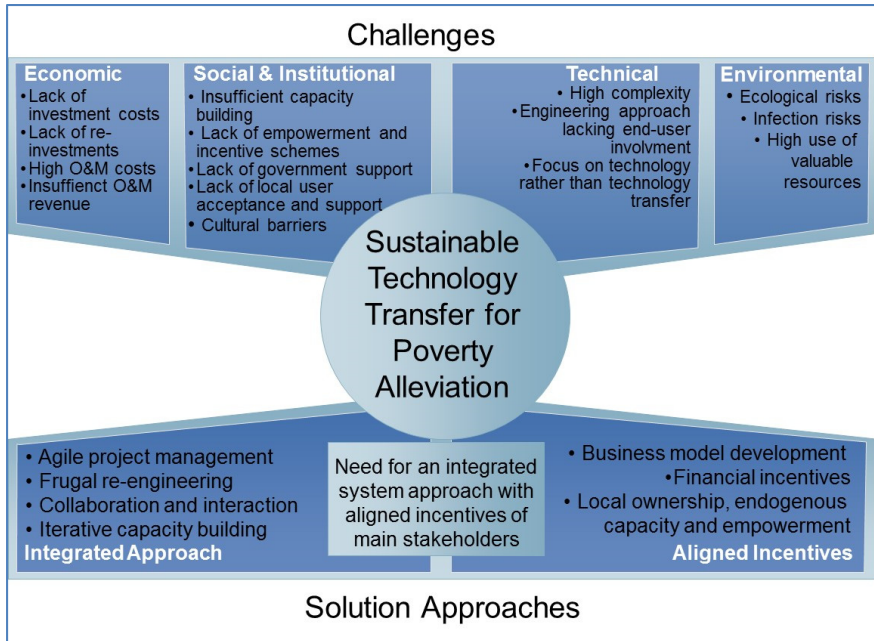 Challenges
Economic
•Lack of
investment costs
•Lack of re-
investments
•High O&M costs
•Insuffienct O&M
revenue
Social & Institutional
• Insufficient capacity
building
• Lack of empowerment and
incentive schemes
•Lack of government support
•Lack of local user
acceptance and support
• Cultural barriers
Technical
• High complexity
•Engineering approach
lacking end-user
involvment
• Focus on technology
rather than technology
transfer
Environmental
• Ecological risks
• Infection risks
• High use of
valuable
resources
Sustainable
Technology
Transfer for
Poverty
Alleviation
• Agile project management
• Frugal re-engineering
• Collaboration and interaction
• Iterative capacity building
Integrated Approach
Need for an integrated
system approach with
aligned incentives of
main stakeholders
• Business model development
•Financial incentives
• Local ownership, endogenous
capacity and empowerment
Aligned Incentives
Solution Approaches